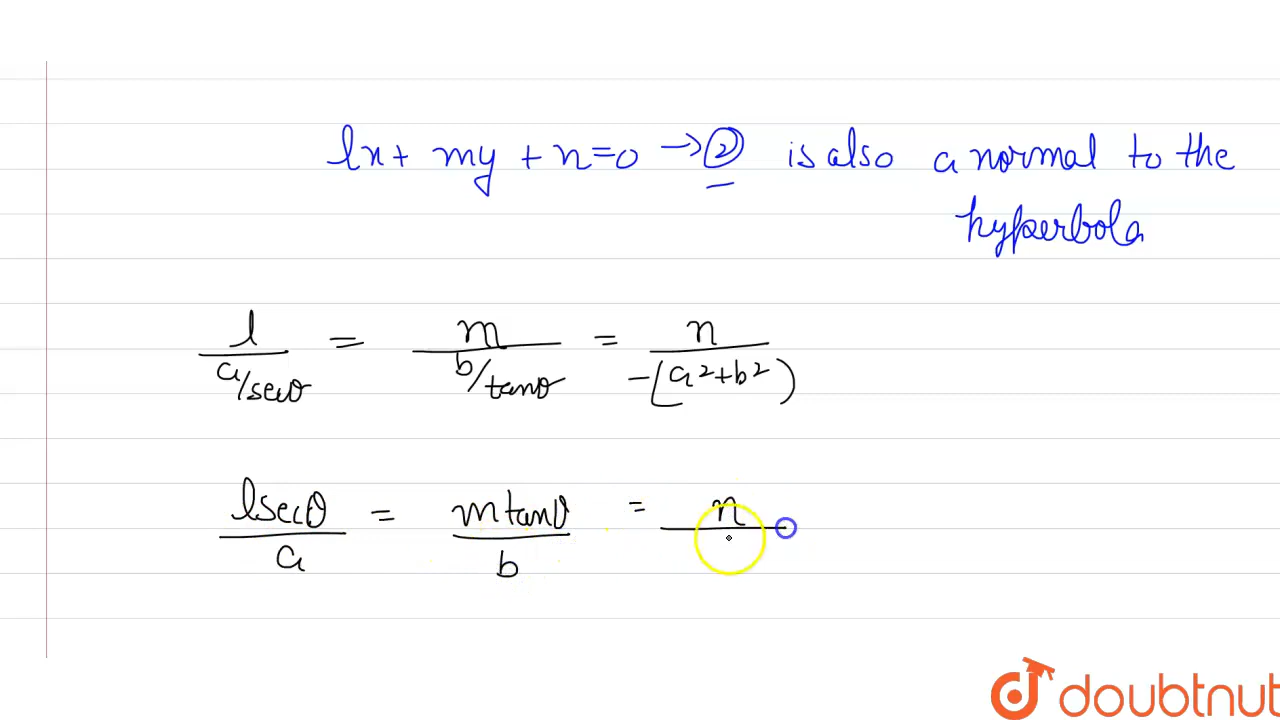 lx + my + n = 0 → ② is also a normal to the
hyperbola
l/(a/secθ) = m/(b/tanθ) = n/(-(a²+b²))
lsecθ/a = mtanθ/b = n/
doubtnut